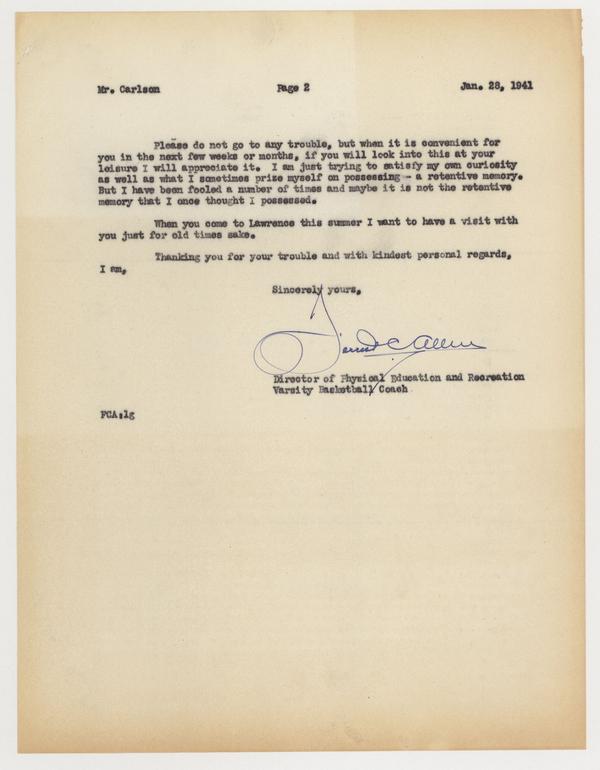 Mr. Carlson Page 2 Jan. 28, 1941
Please do not go to any trouble, but when it is convenient for
you in the next few weeks or months, if you will look into this at your
leisure I will appreciate it. I am just trying to satisfy my own curiosity
as well as what I sometimes prize myself on possessing - a retentive memory.
But I have been fooled a number of times and maybe it is not the retentive
memory that I once thought I possessed.
When you come to Lawrence this summer I want to have a visit with
you just for old times sake.
Thanking you for your trouble and with kindest personal regards,
I am,
Sincerely yours,
Forrest C Allen
Director of Physical Education and Recreation
Varsity Basketball Coach
FCA:lg